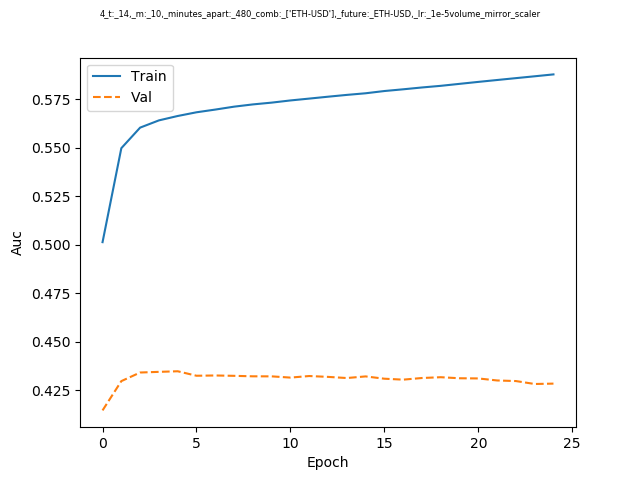 4_t:_14,_m:_10,_minutes_apart:_480_comb:_['ETH-USD'],_future:_ETH-USD,_lr:_1e-5volume_mirror_scaler
Train
Val
0.575
0.550
0.525
0.500
0.475
0.450
0.425
Auc
0 5 10 15 20 25
Epoch